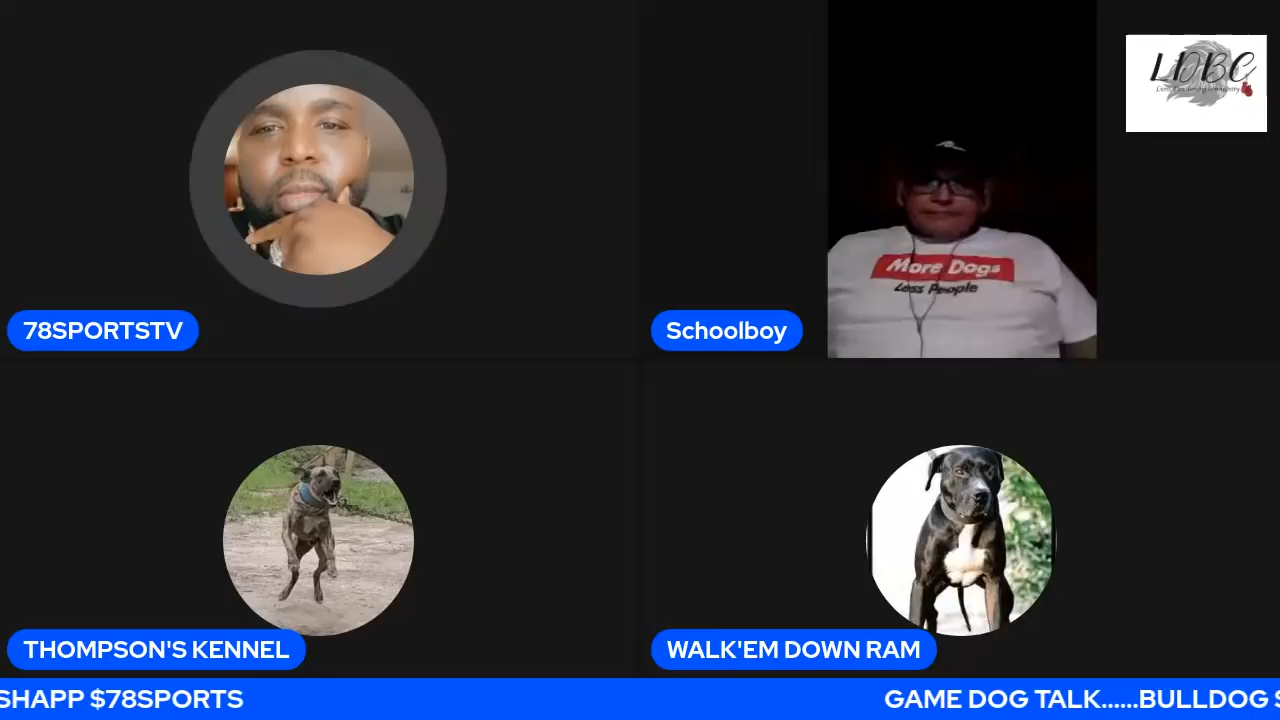 LDBC
More Dogs
Less People
78SPORTSTV
Schoolboy
THOMPSON'S KENNEL
WALK'EM DOWN RAM
SHAPP $78SPORTS
GAME DOG TALK......BULLDOG